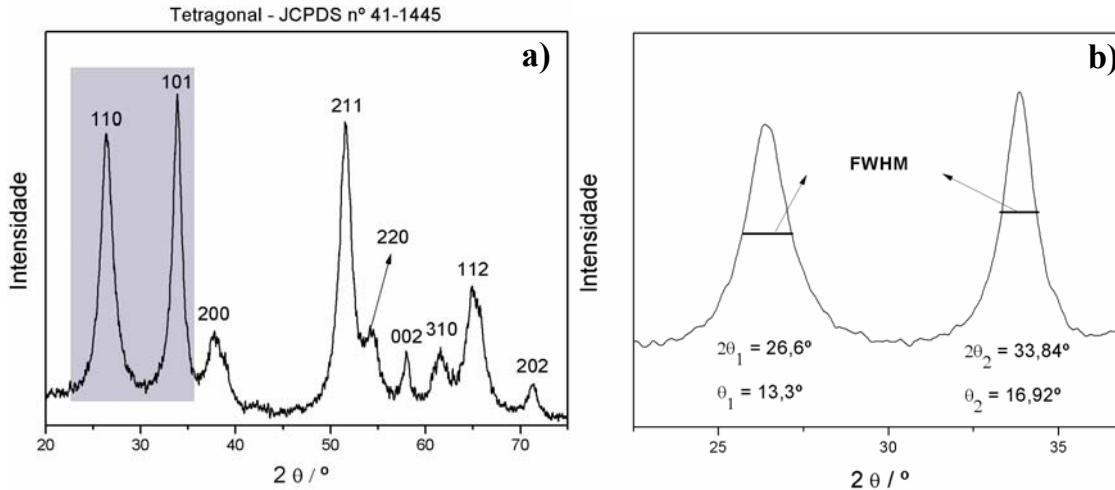 Tetragonal - JCPDS nº 41-1445
a)
101
110
211
220
200
002
310
112
202
Intensidade
20 30 40 50 60 70
2 θ / º
b)
FWHM
Intensidade
2θ1 = 26,6º 2θ2 = 33,84º
θ1 = 13,3º θ2 = 16,92º
25 30 35
2 θ / º